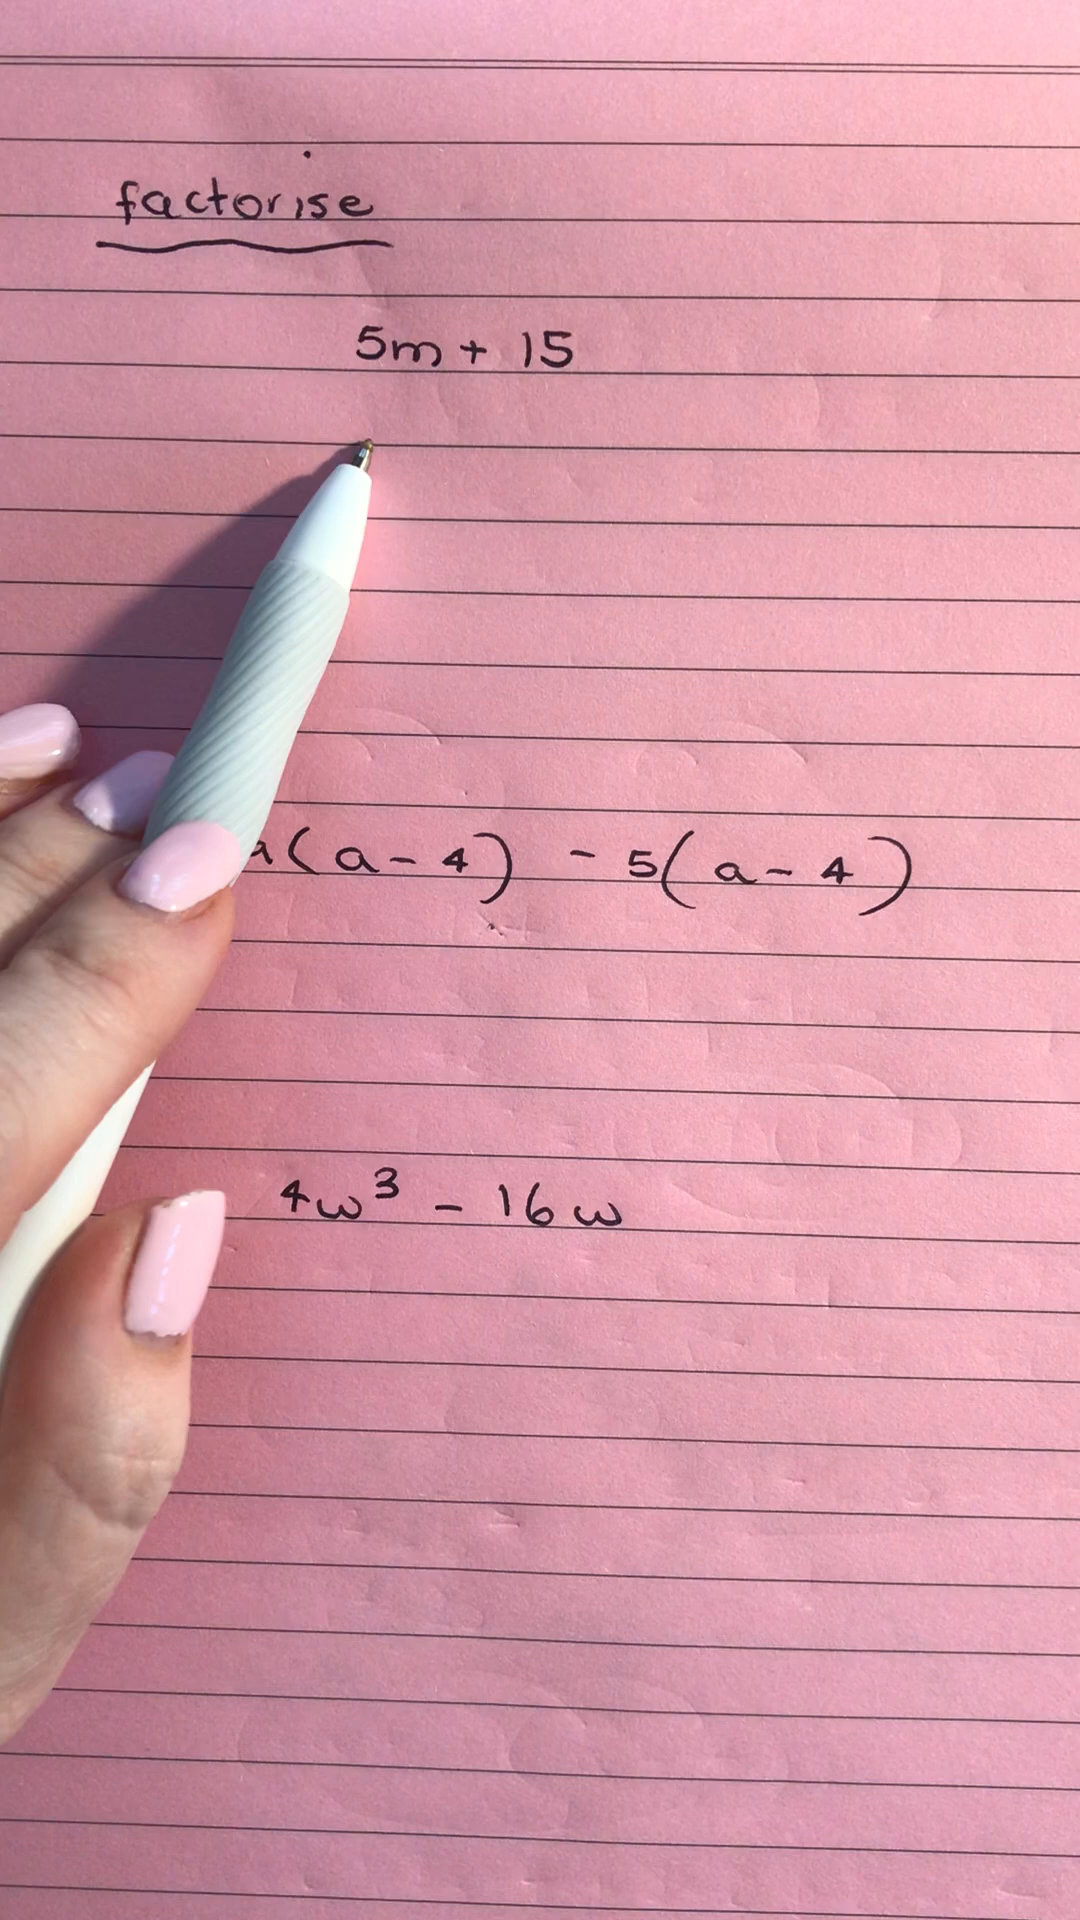 factorise
5m + 15
a(a - 4) - 5(a - 4)
4w³ - 16w